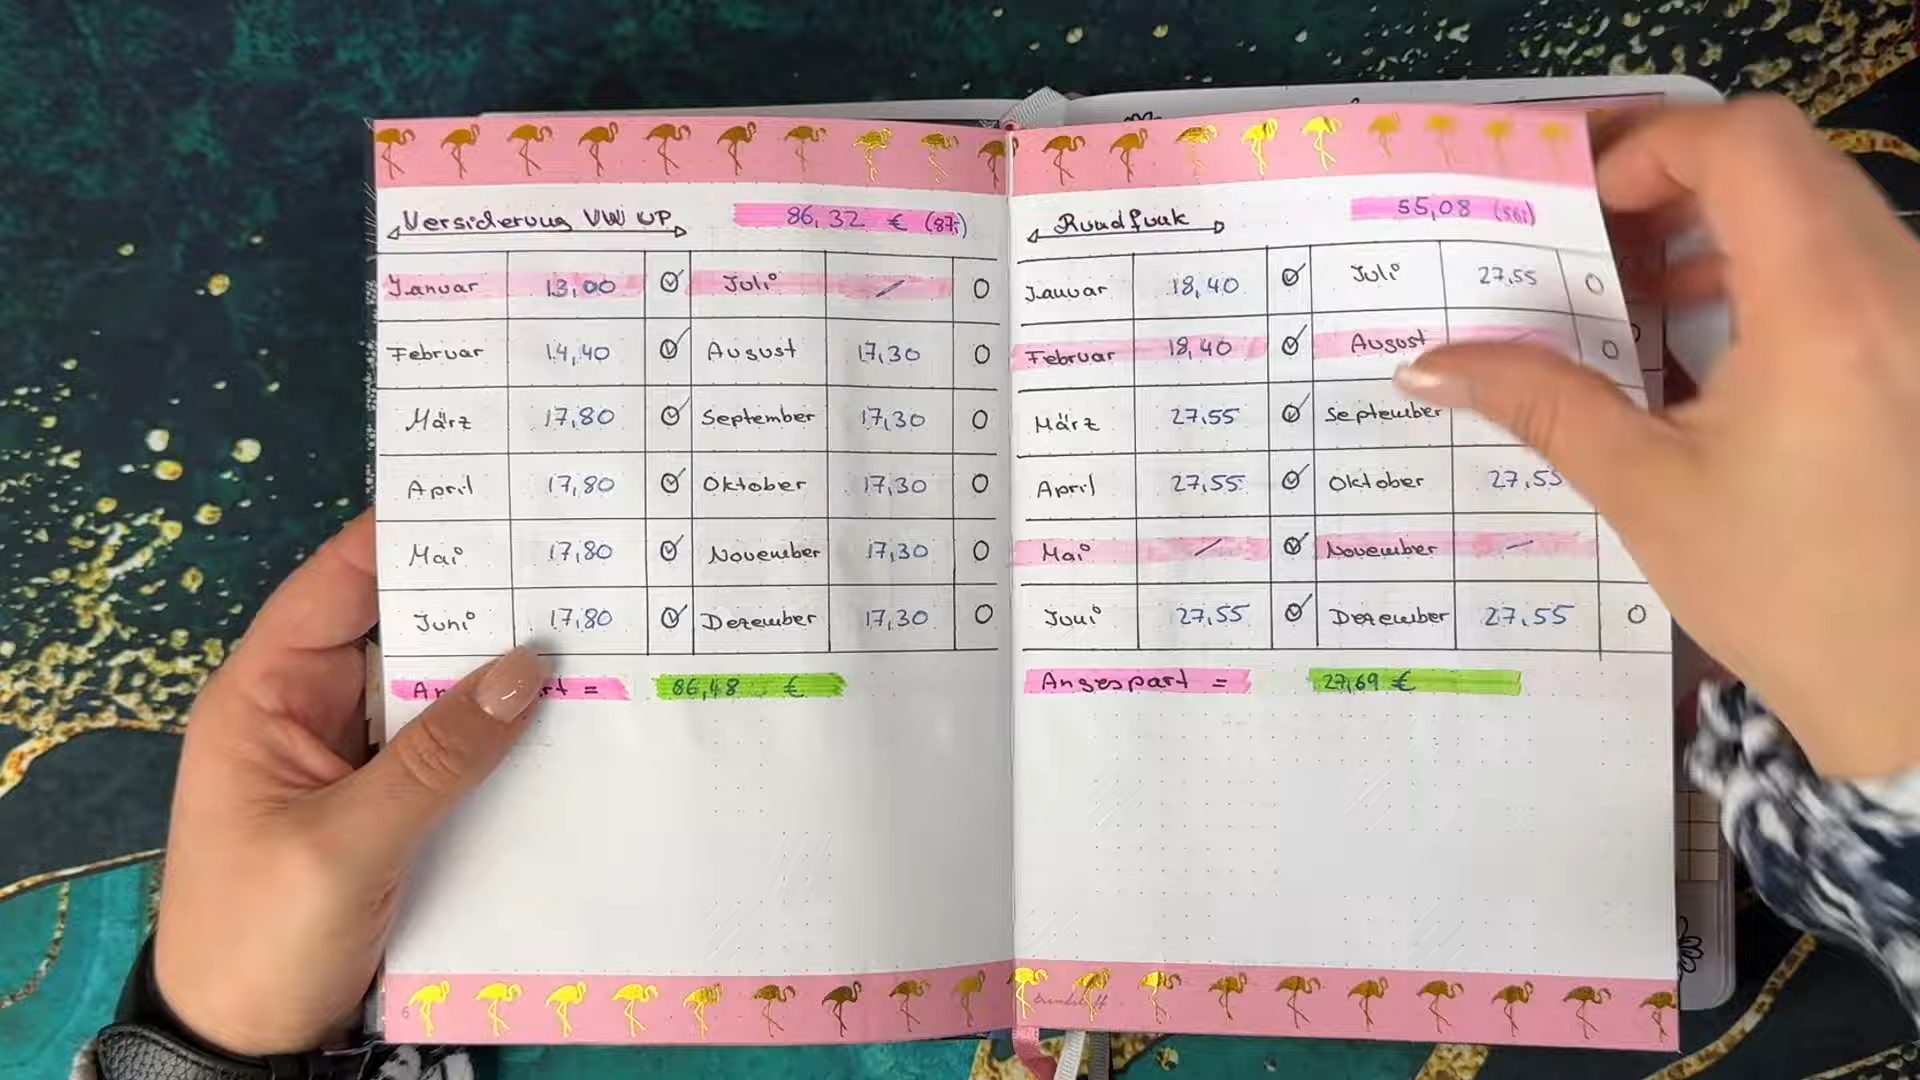 Versicherung VW UP 86,32 € (87,-)
Januar 13,00 Juli /
Februar 14,40 August 17,30
März 17,80 September 17,30
April 17,80 Oktober 17,30
Mai 17,80 November 17,30
Juni 17,80 Dezember 17,30
= 86,48 €
6
Rundfunk 55,08 (56,-)
Januar 18,40 Juli 27,55
Februar 18,40 August
März 27,55 September
April 27,55 Oktober 27,55
Mai / November /
Juni 27,55 Dezember 27,55
Angespart = 27,69 €